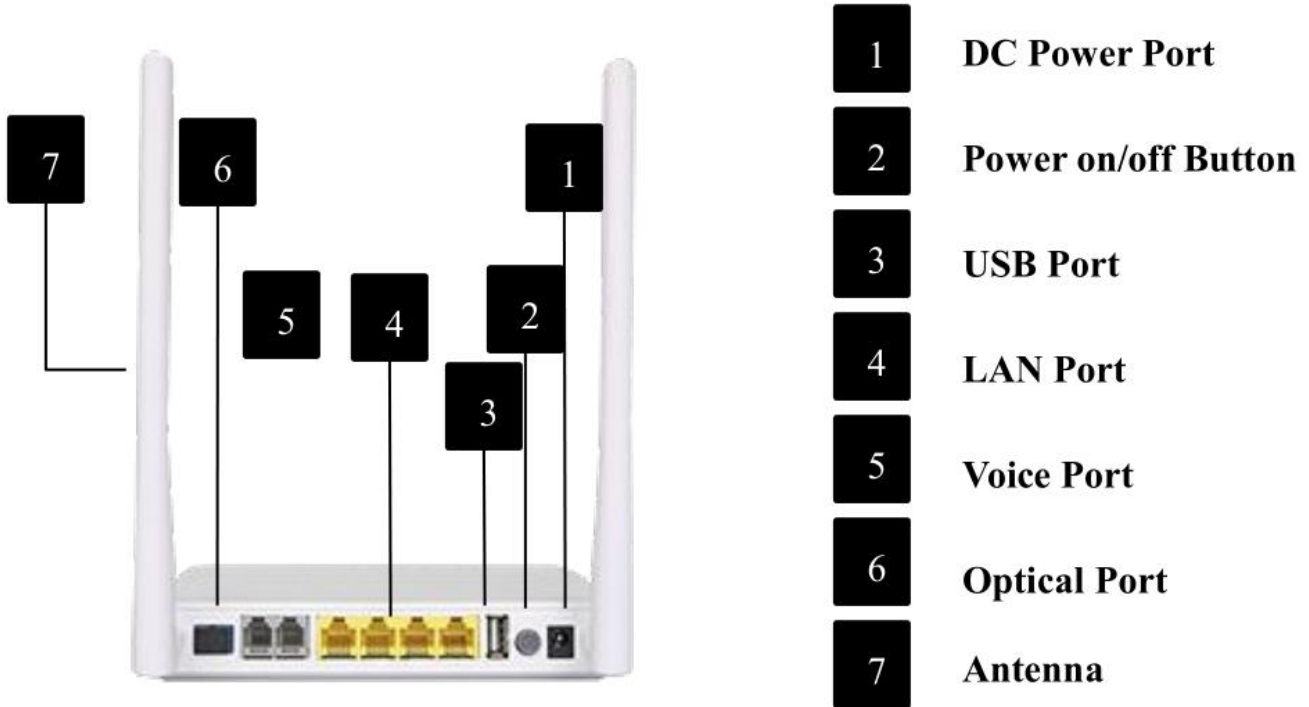 7
6
1
5
4
2
3
1 DC Power Port
2 Power on/off Button
3 USB Port
4 LAN Port
5 Voice Port
6 Optical Port
7 Antenna